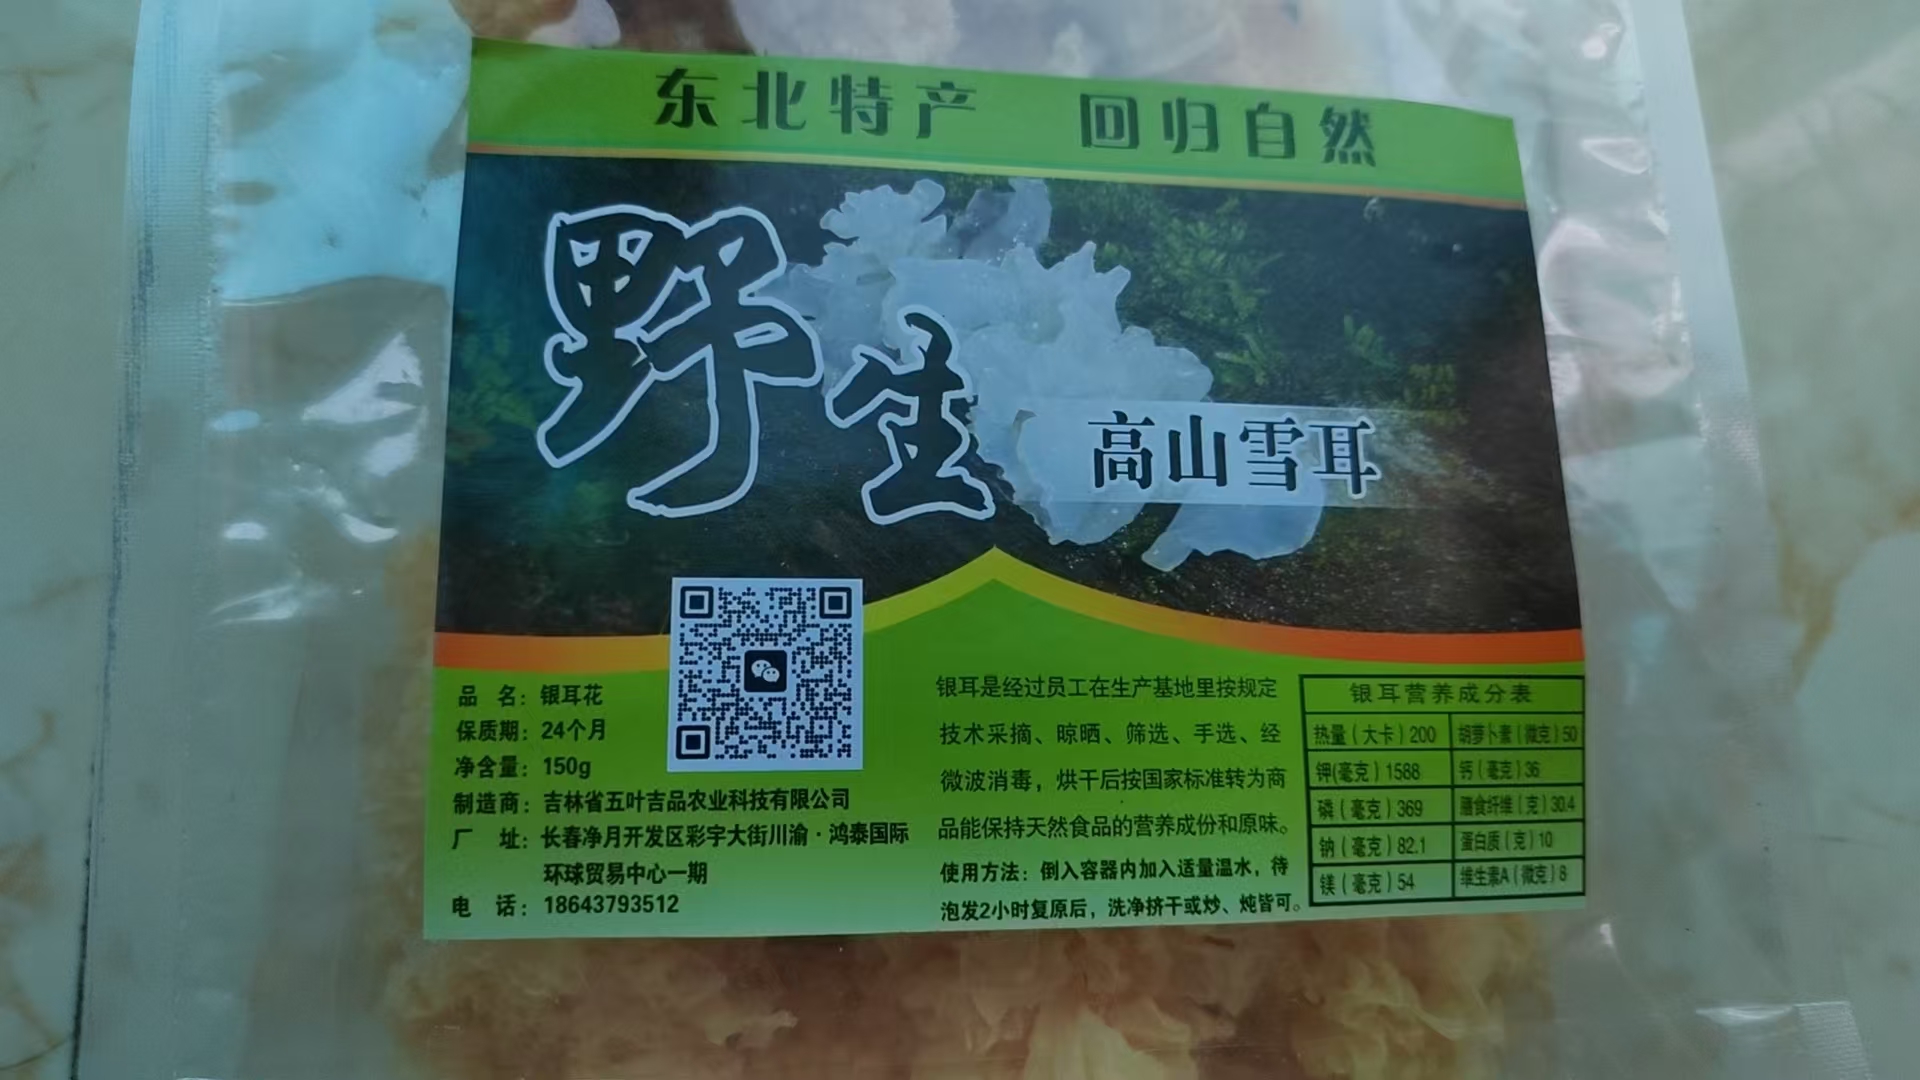 东北特产 回归自然
野生
高山雪耳
品 名：银耳花
保质期：24个月
净含量：150g
制造商：吉林省五叶吉品农业科技有限公司
厂 址：长春净月开发区彩宇大街川渝·鸿泰国际
环球贸易中心一期
电 话：18643793512
银耳是经过员工在生产基地里按规定
技术采摘、晾晒、筛选、手选、经
微波消毒，烘干后按国家标准转为商
品能保持天然食品的营养成份和原味。
使用方法：倒入容器内加入适量温水，待
泡发2小时复原后，洗净挤干或炒、炖皆可。
银耳营养成分表
热量（大卡）200 胡萝卜素（微克）50
钾(毫克）1588 钙（毫克）36
磷（毫克）369 膳食纤维（克）30.4
钠（毫克）82.1 蛋白质（克）10
镁（毫克）54 维生素A（微克）8